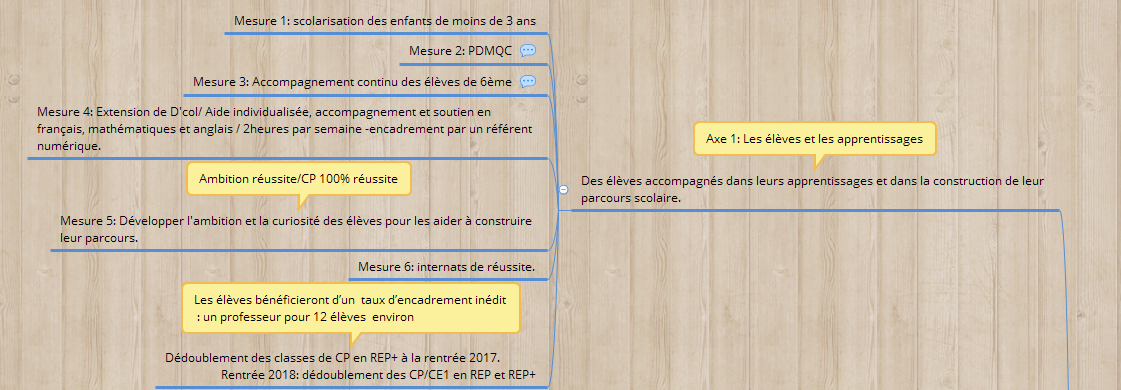 Mesure 1: scolarisation des enfants de moins de 3 ans
Mesure 2: PDMQC
Mesure 3: Accompagnement continu des élèves de 6ème
Mesure 4: Extension de D'col/ Aide individualisée, accompagnement et soutien en
français, mathématiques et anglais / 2heures par semaine -encadrement par un référent
numérique.
Ambition réussite/CP 100% réussite
Mesure 5: Développer l'ambition et la curiosité des élèves pour les aider à construire
leur parcours.
Mesure 6: internats de réussite.
Les élèves bénéficieront d’un  taux d’encadrement inédit
: un professeur pour 12 élèves  environ
Dédoublement des classes de CP en REP+ à la rentrée 2017.
Rentrée 2018: dédoublement des CP/CE1 en REP et REP+
Axe 1: Les élèves et les apprentissages
Des élèves accompagnés dans leurs apprentissages et dans la construction de leur
parcours scolaire.